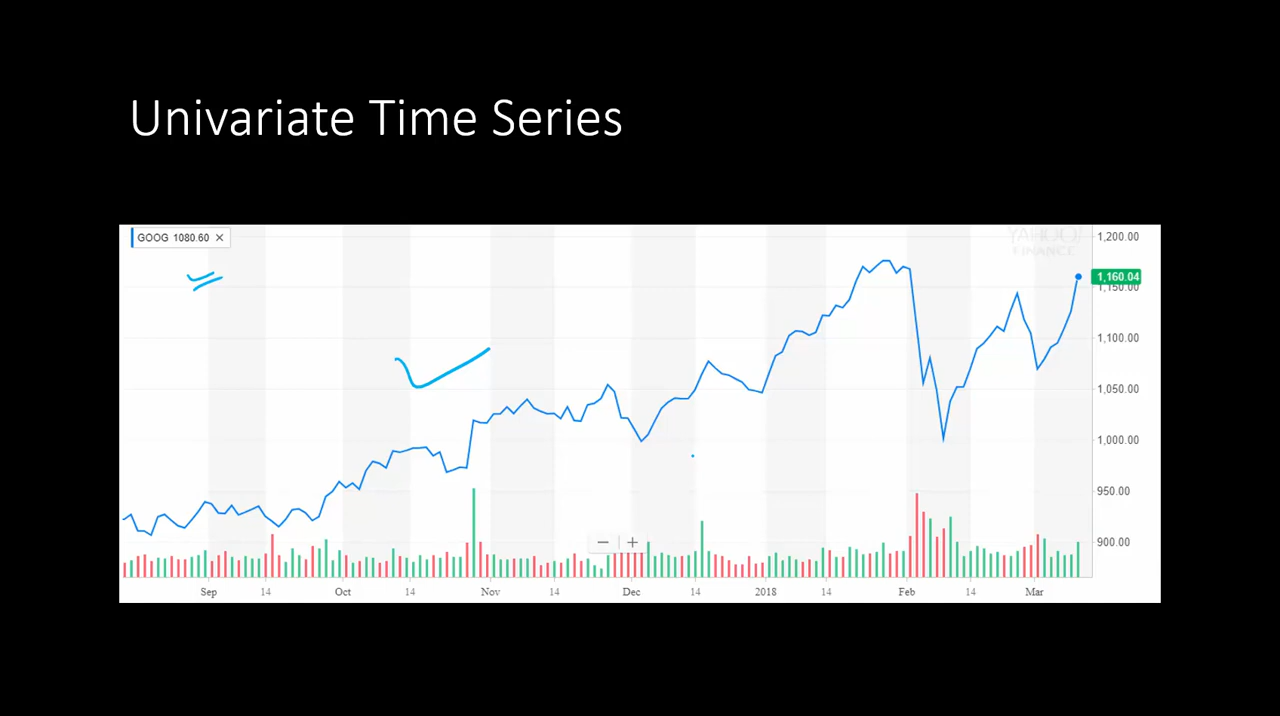 Univariate Time Series
GOOG 1080.60 ×
YAHOO!
FINANCE
1,200.00
1,160.04
1,150.00
1,100.00
1,050.00
1,000.00
950.00
900.00
Sep 14 Oct 14 Nov 14 Dec 14 2018 14 Feb 14 Mar